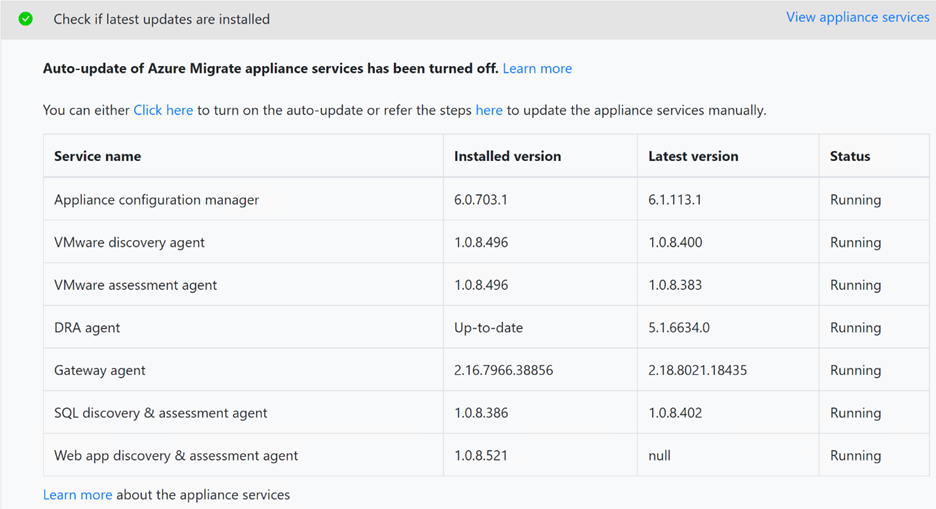 Check if latest updates are installed View appliance services
Auto-update of Azure Migrate appliance services has been turned off. Learn more
You can either Click here to turn on the auto-update or refer the steps here to update the appliance services manually.
Service name Installed version Latest version Status
Appliance configuration manager 6.0.703.1 6.1.113.1 Running
VMware discovery agent 1.0.8.496 1.0.8.400 Running
VMware assessment agent 1.0.8.496 1.0.8.383 Running
DRA agent Up-to-date 5.1.6634.0 Running
Gateway agent 2.16.7966.38856 2.18.8021.18435 Running
SQL discovery & assessment agent 1.0.8.386 1.0.8.402 Running
Web app discovery & assessment agent 1.0.8.521 null Running
Learn more about the appliance services